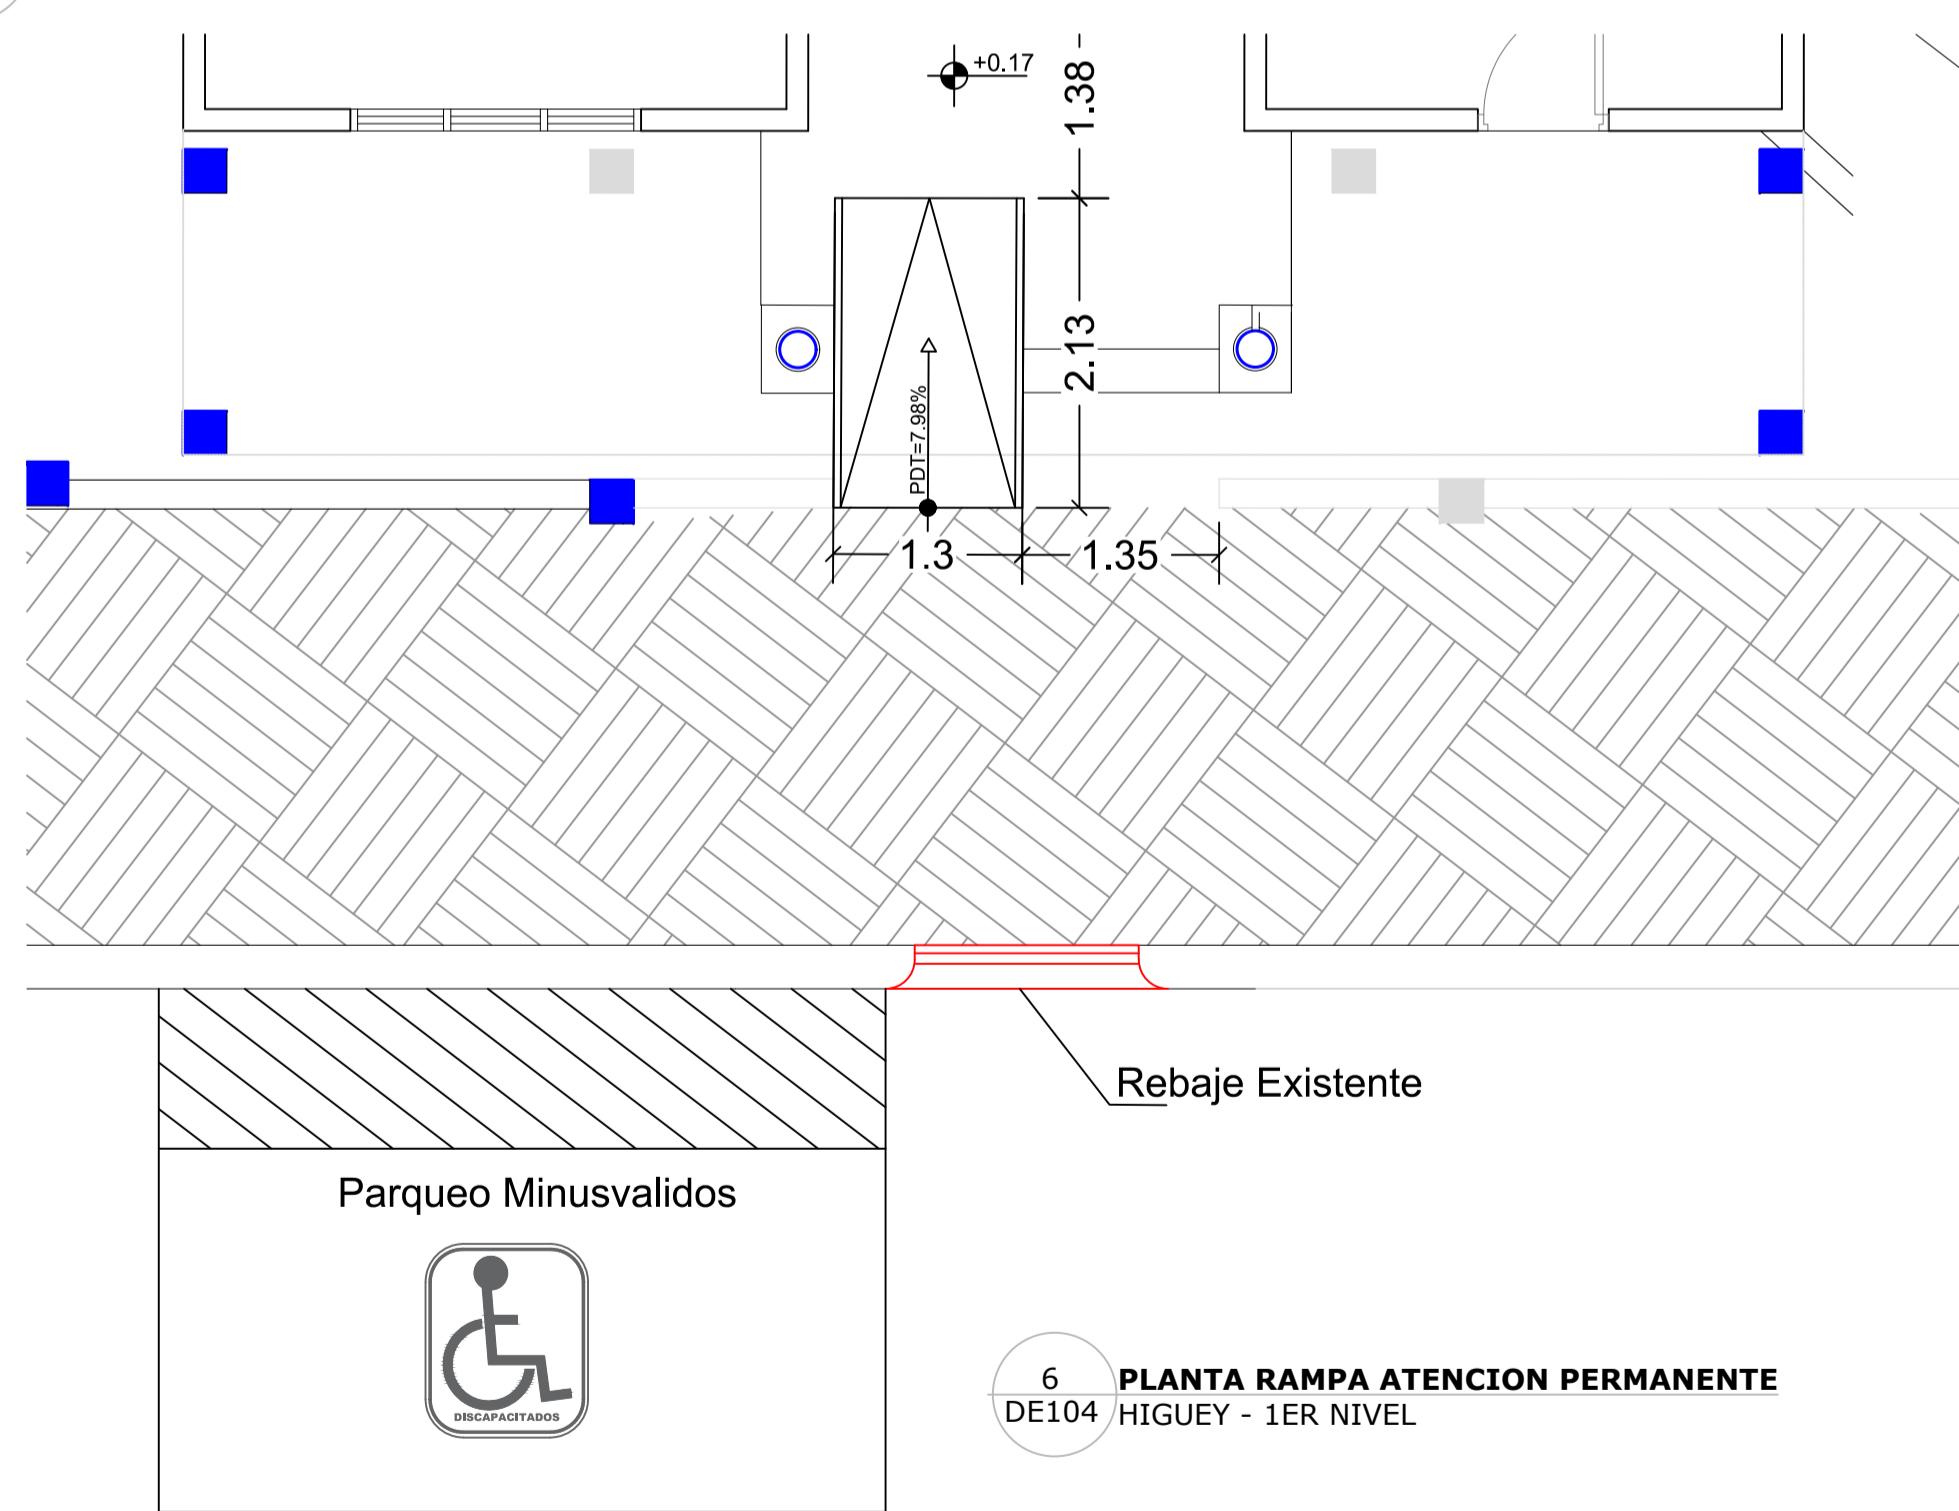 +0.17
1.38
2.13
PDT=7.98%
1.3
1.35
Rebaje Existente
Parqueo Minusvalidos
DISCAPACITADOS
6
DE104
PLANTA RAMPA ATENCION PERMANENTE
HIGUEY - 1ER NIVEL